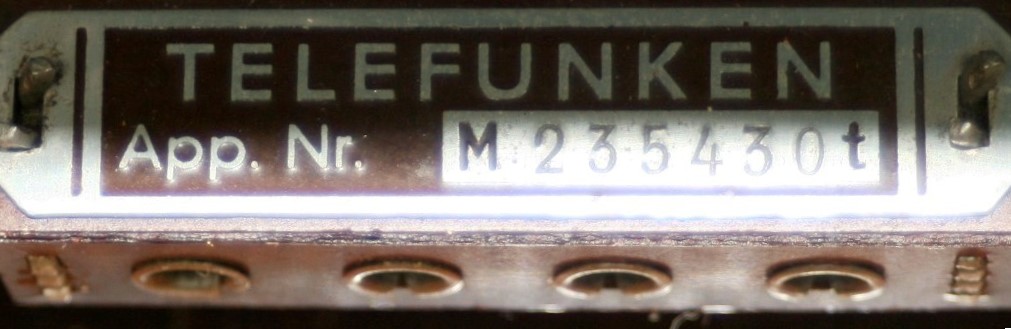 TELEFUNKEN
App. Nr. M 235430t